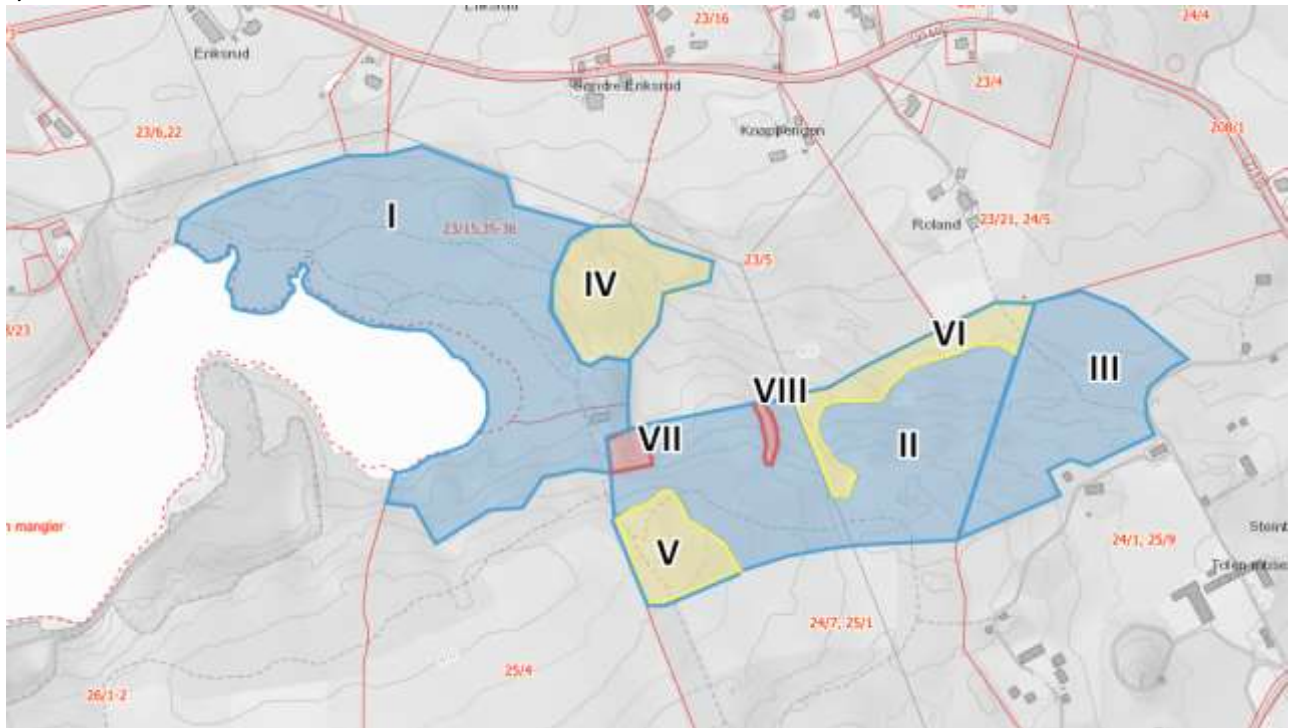 23/16
24/4
Eriksrud
Søndre Eriksrud
23/4
23/6,22
Knappengen
208/1
I
23/15,35-36
Roland
23/21, 24/5
23/5
IV
VI
III
VIII
VII
II
n mangler
V
24/1, 25/9
24/7, 25/1
25/4
26/1-2